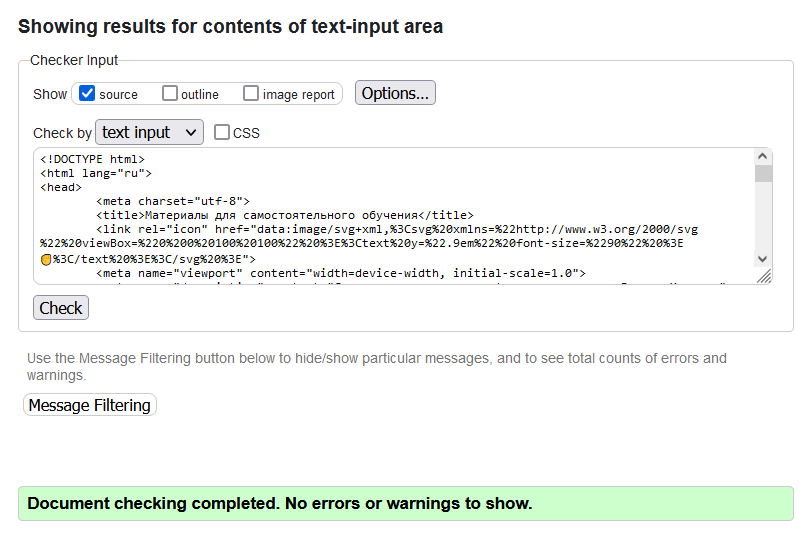 Showing results for contents of text-input area
Checker Input
Show source outline image report Options...
Check by text input CSS
<!DOCTYPE html>
<html lang="ru">
<head>
<meta charset="utf-8">
<title>Материалы для самостоятельного обучения</title>
<link rel="icon" href="data:image/svg+xml,%3Csvg%20xmlns=%22http://www.w3.org/2000/svg
%22%20viewBox=%220%200%20100%20100%22%20%3E%3Ctext%20y=%22.9em%22%20font-size=%2290%22%20%3E
✊%3C/text%20%3E%3C/svg%20%3E">
<meta name="viewport" content="width=device-width, initial-scale=1.0">
Check
Use the Message Filtering button below to hide/show particular messages, and to see total counts of errors and
warnings.
Message Filtering
Document checking completed. No errors or warnings to show.